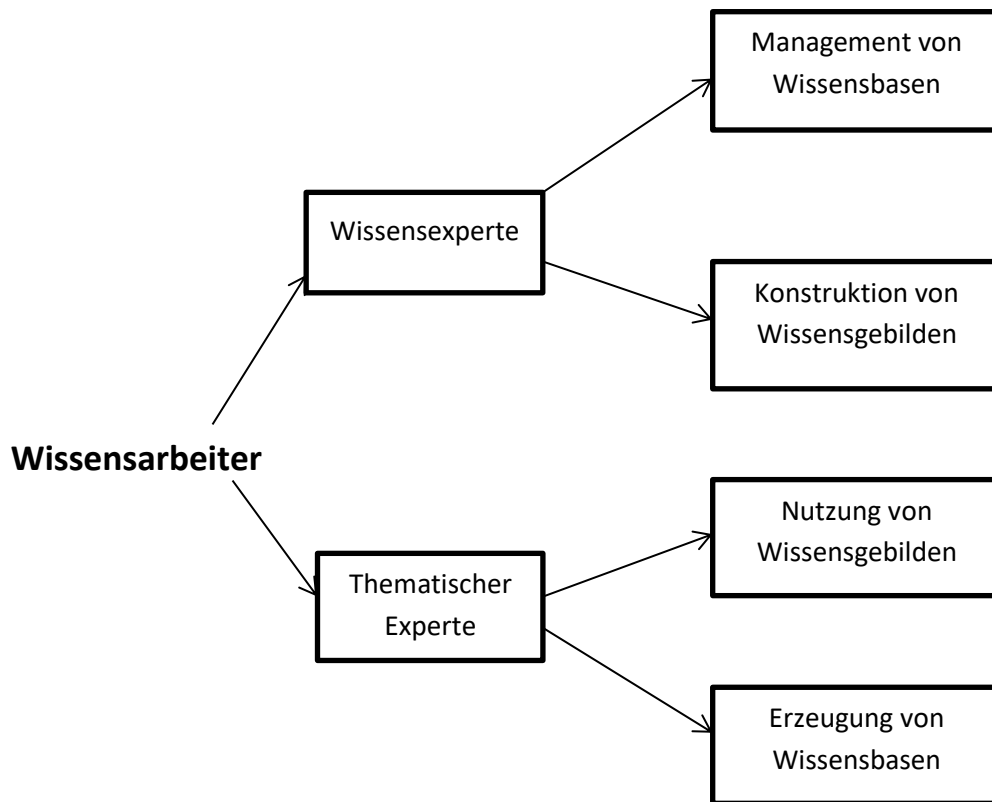 Management von
Wissensbasen
Wissensexperte
Konstruktion von
Wissensgebilden
Wissensarbeiter
Nutzung von
Wissensgebilden
Thematischer
Experte
Erzeugung von
Wissensbasen